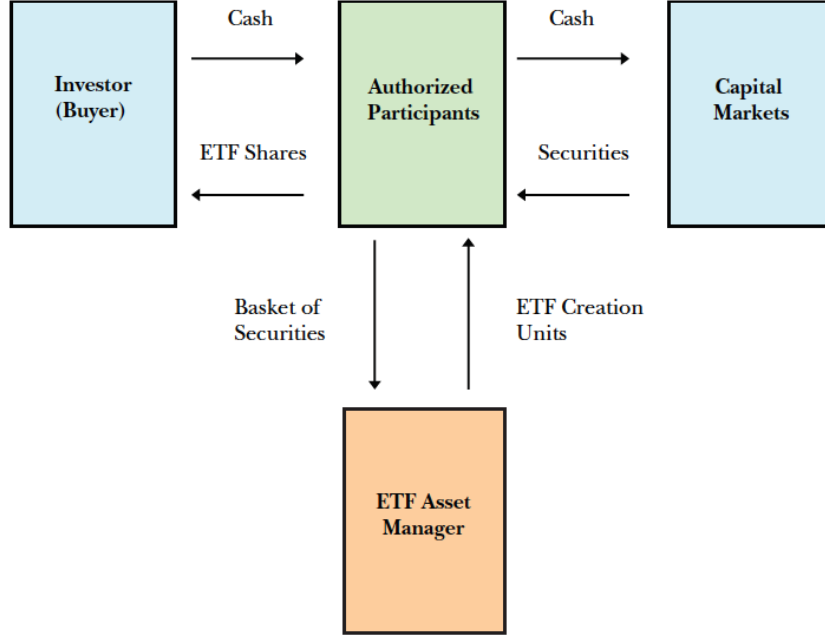 Cash
Cash
Investor
(Buyer)
Authorized
Participants
Capital
Markets
ETF Shares
Securities
Basket of
Securities
ETF Creation
Units
ETF Asset
Manager